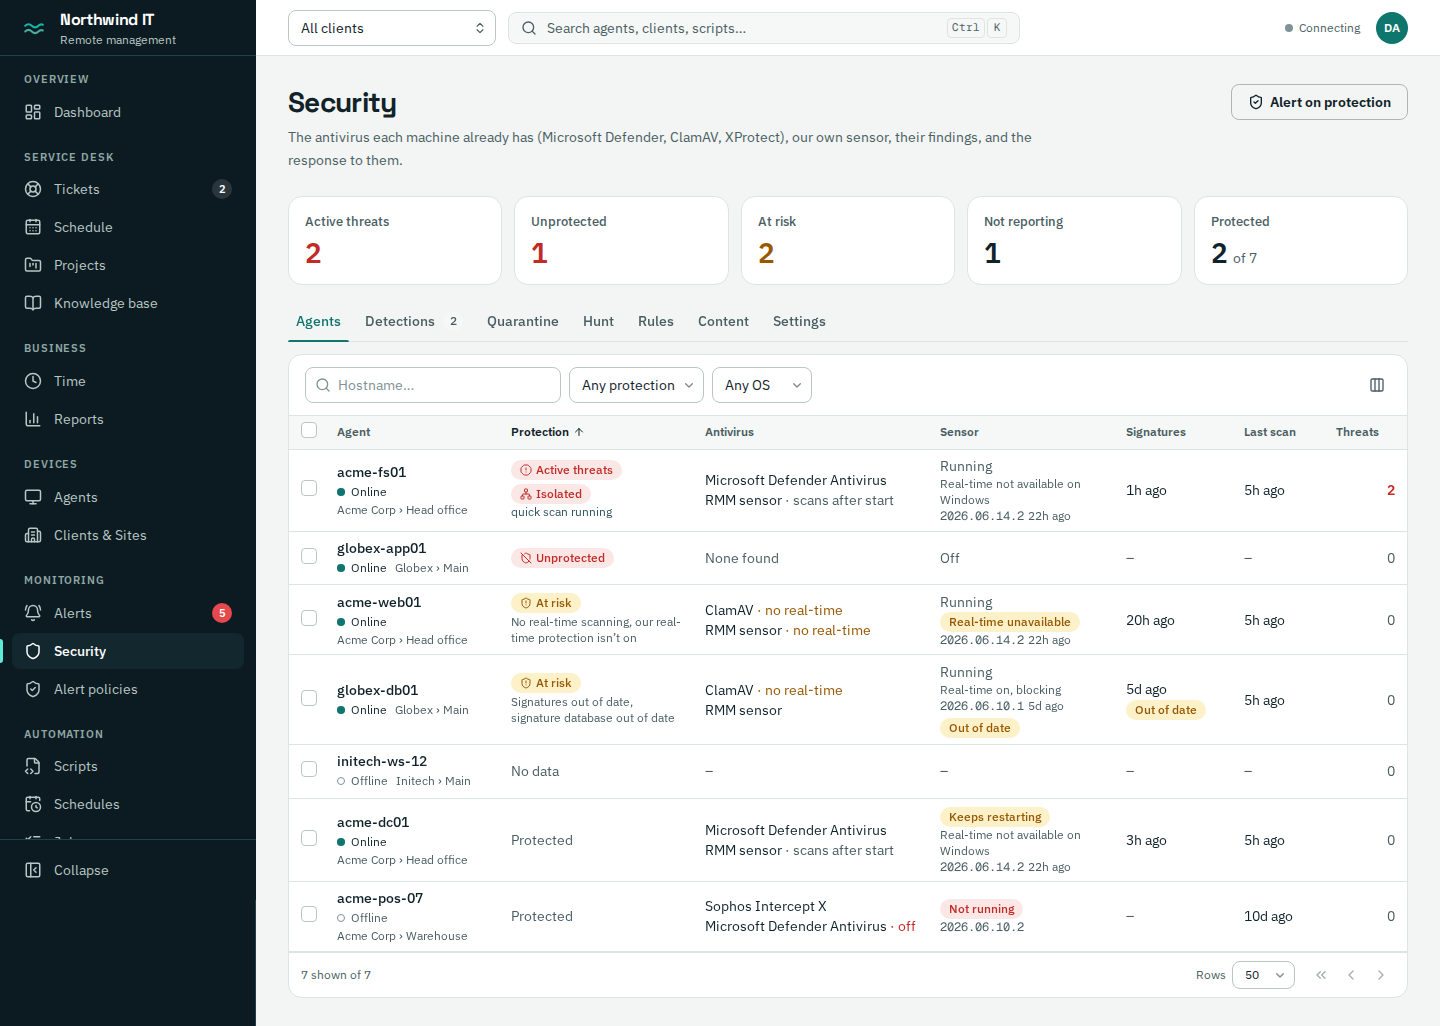 Northwind IT
Remote management
All clients
Search agents, clients, scripts...
Ctrl K
Connecting
DA
OVERVIEW
Dashboard
SERVICE DESK
Tickets 2
Schedule
Projects
Knowledge base
BUSINESS
Time
Reports
DEVICES
Agents
Clients & Sites
MONITORING
Alerts 5
Security
Alert policies
AUTOMATION
Scripts
Schedules
Collapse
Security
Alert on protection
The antivirus each machine already has (Microsoft Defender, ClamAV, XProtect), our own sensor, their findings, and the
response to them.
Active threats
2
Unprotected
1
At risk
2
Not reporting
1
Protected
2 of 7
Agents Detections 2 Quarantine Hunt Rules Content Settings
Hostname... Any protection Any OS
Agent Protection Antivirus Sensor Signatures Last scan Threats
acme-fs01
Online
Acme Corp › Head office
Active threats
Isolated
quick scan running
Microsoft Defender Antivirus
RMM sensor · scans after start
Running
Real-time not available on
Windows
2026.06.14.2 22h ago
1h ago
5h ago
2
globex-app01
Online Globex › Main
Unprotected
None found
Off
–
–
0
acme-web01
Online
Acme Corp › Head office
At risk
No real-time scanning, our real-
time protection isn't on
ClamAV · no real-time
RMM sensor · no real-time
Running
Real-time unavailable
2026.06.14.2 22h ago
20h ago
5h ago
0
globex-db01
Online Globex › Main
At risk
Signatures out of date,
signature database out of date
ClamAV · no real-time
RMM sensor
Running
Real-time on, blocking
2026.06.10.1 5d ago
Out of date
5d ago
Out of date
5h ago
0
initech-ws-12
Offline Initech › Main
No data
–
–
–
–
0
acme-dc01
Online
Acme Corp › Head office
Protected
Microsoft Defender Antivirus
RMM sensor · scans after start
Keeps restarting
Real-time not available on
Windows
2026.06.14.2 22h ago
3h ago
5h ago
0
acme-pos-07
Offline
Acme Corp › Warehouse
Protected
Sophos Intercept X
Microsoft Defender Antivirus · off
Not running
2026.06.10.2
–
10d ago
0
7 shown of 7
Rows 50